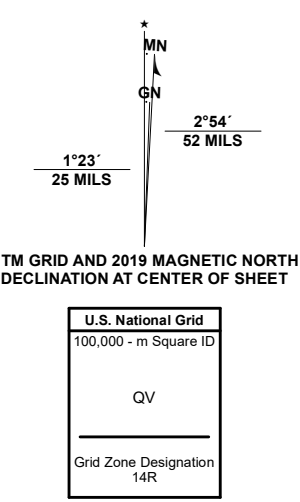 ★
MN
GN
2°54´
52 MILS
1°23´
25 MILS
TM GRID AND 2019 MAGNETIC NORTH
DECLINATION AT CENTER OF SHEET
U.S. National Grid
100,000 - m Square ID
QV
Grid Zone Designation
14R